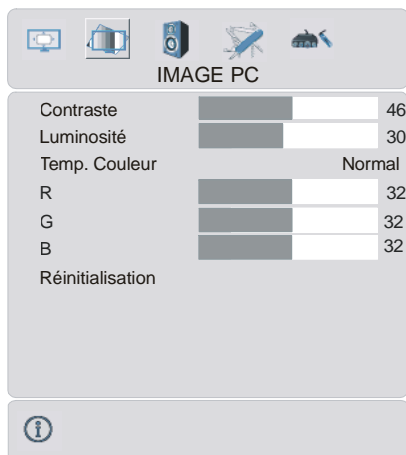 IMAGE PC
Contraste 46
Luminosité 30
Temp. Couleur Normal
R 32
G 32
B 32
Réinitialisation